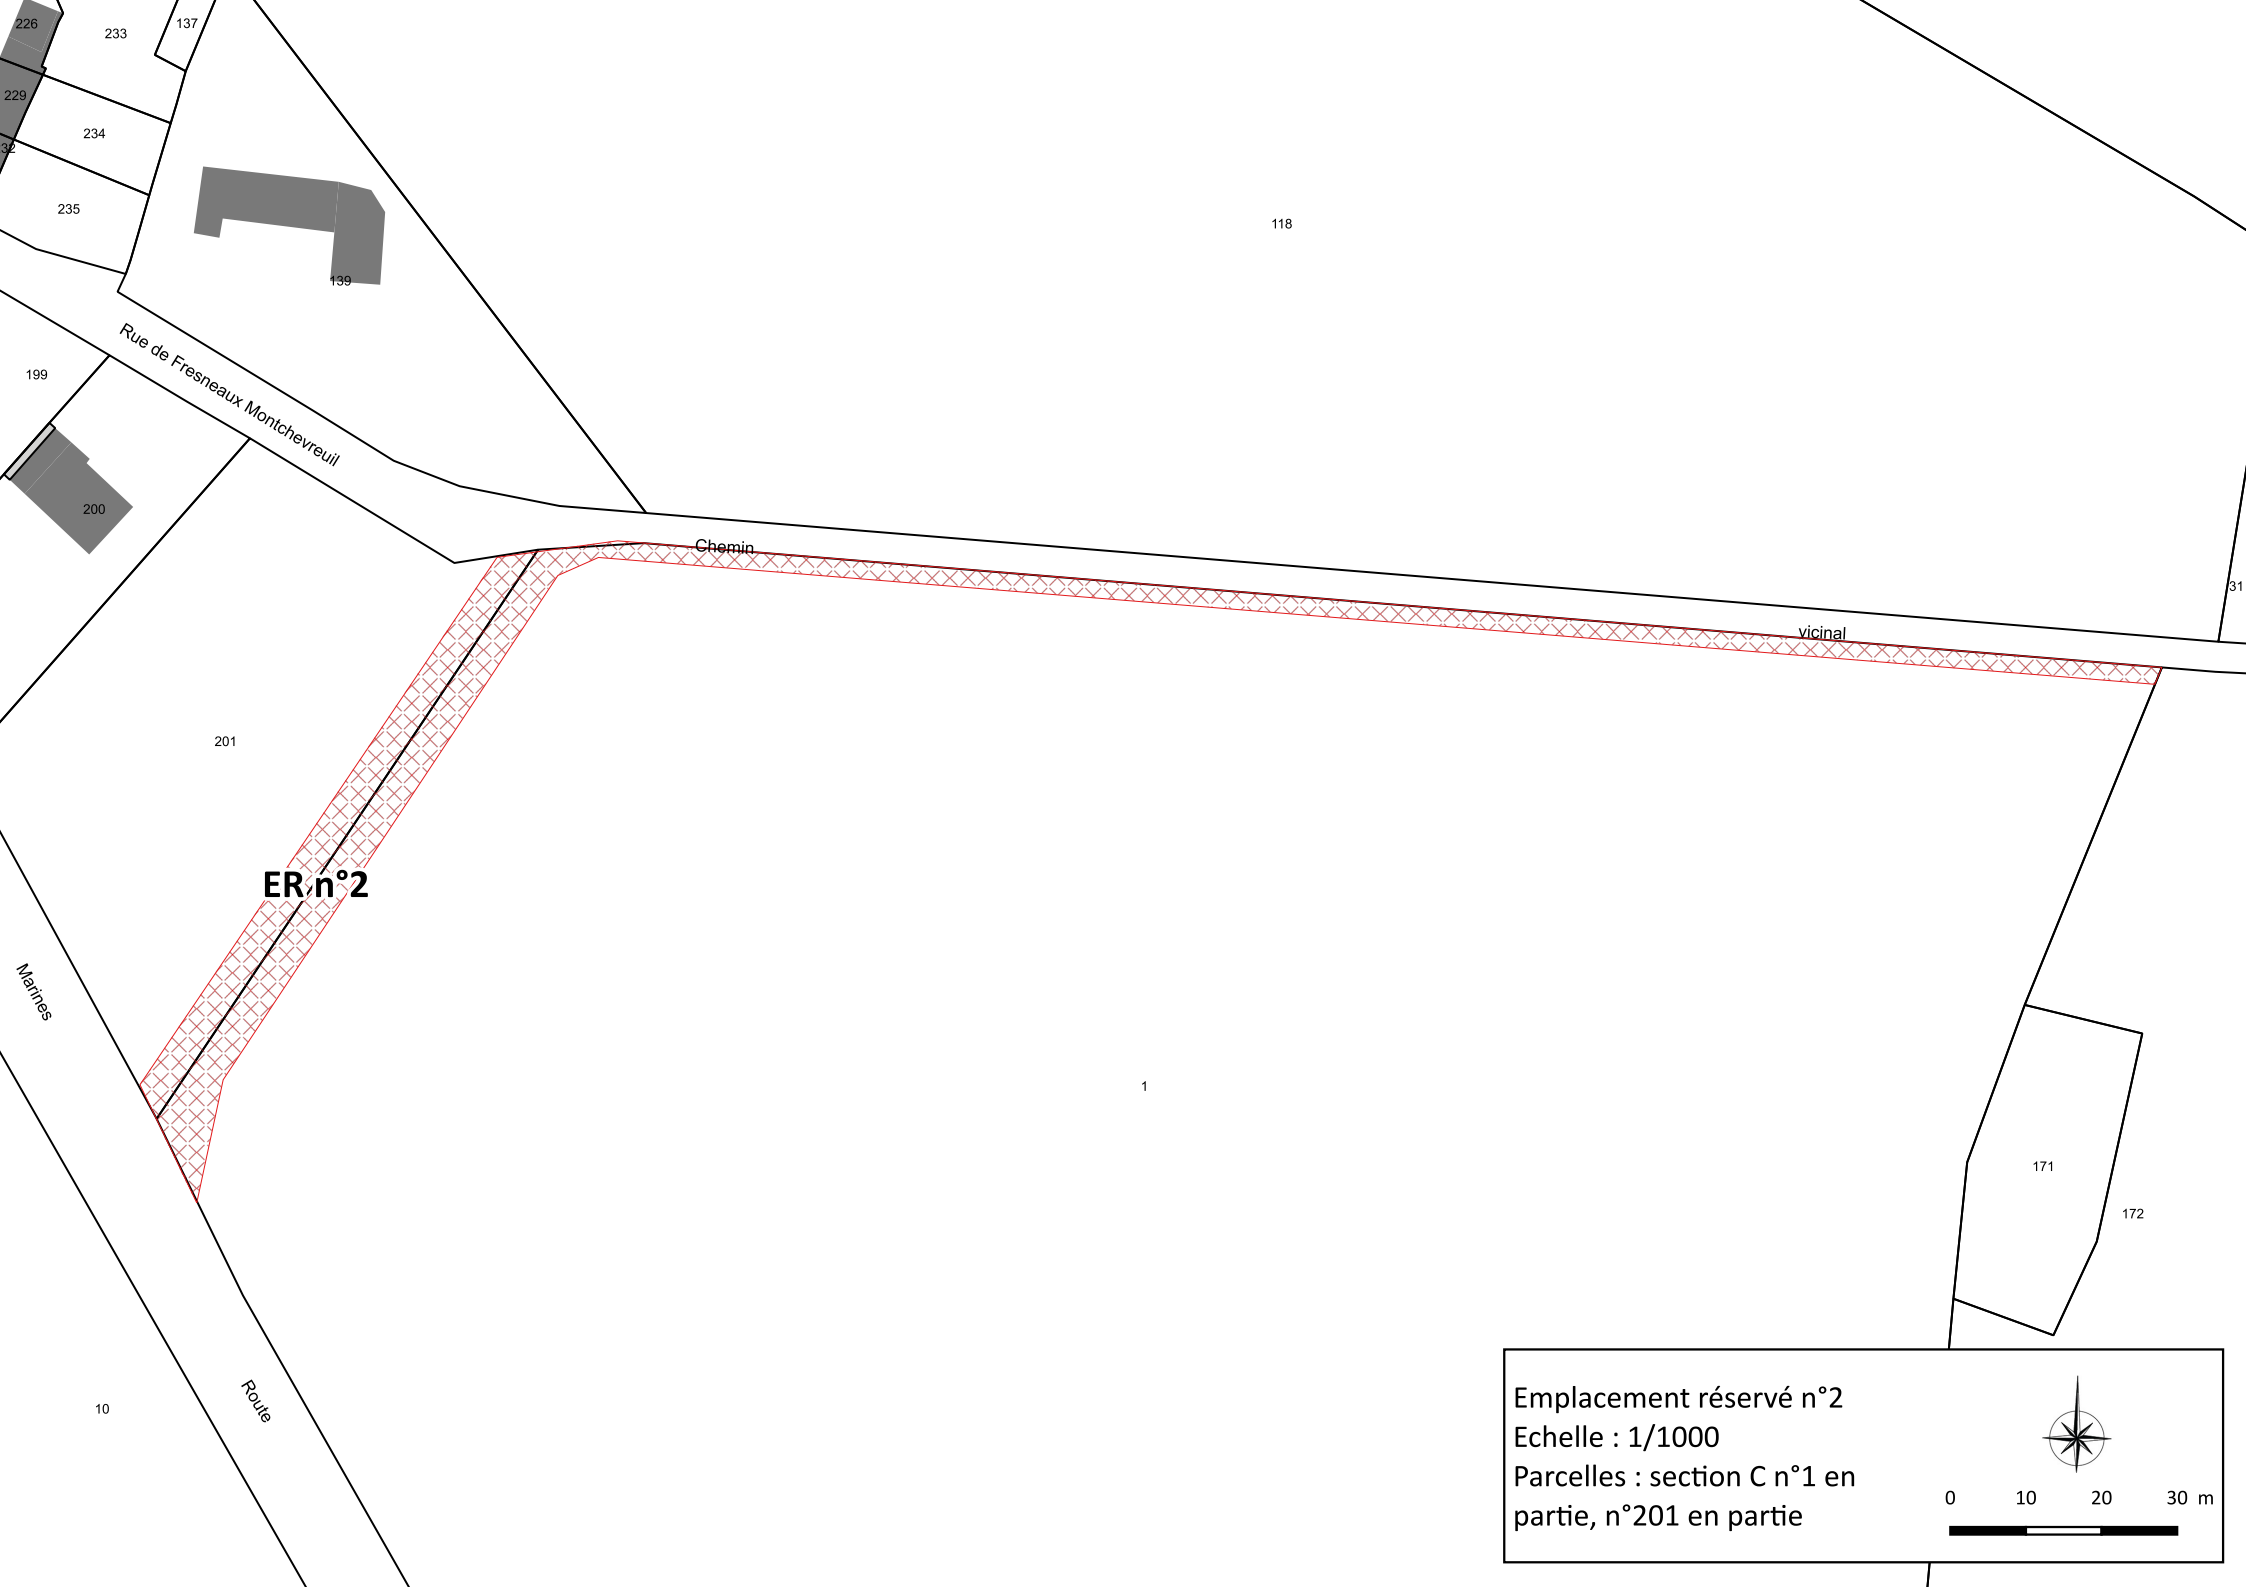 226
233
137
229
234
32
235
118
139
Rue de Fresneaux Montchevreuil
199
200
Chemin
vicinal
31
201
ER n°2
Marines
1
171
172
10
Route
Emplacement réservé n°2
Echelle : 1/1000
Parcelles : section C n°1 en
partie, n°201 en partie
0 10 20 30 m